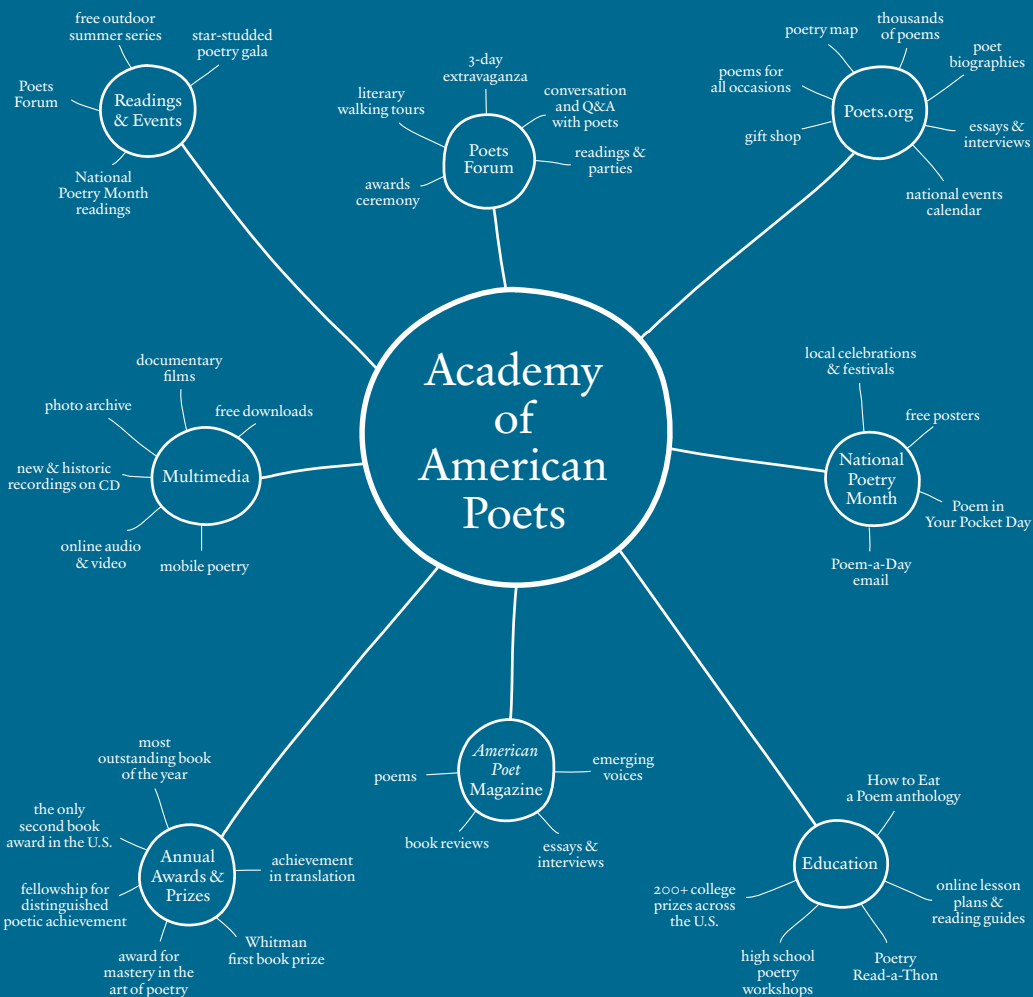 free outdoor
summer series
star-studded
poetry gala
Poets
Forum
Readings
& Events
National
Poetry Month
readings
3-day
extravaganza
literary
walking tours
conversation
and Q&A
with poets
Poets
Forum
readings &
parties
awards
ceremony
poetry map
thousands
of poems
poet
biographies
poems for
all occasions
Poets.org
gift shop
essays &
interviews
national events
calendar
Academy
of
American
Poets
documentary
films
photo archive
free downloads
new & historic
recordings on CD
Multimedia
online audio
& video
mobile poetry
local celebrations
& festivals
free posters
National
Poetry
Month
Poem in
Your Pocket Day
Poem-a-Day
email
most
outstanding book
of the year
the only
second book
award in the U.S.
Annual
Awards &
Prizes
achievement
in translation
fellowship for
distinguished
poetic achievement
award for
mastery in the
art of poetry
Whitman
first book prize
American
Poet
Magazine
poems
emerging
voices
book reviews
essays &
interviews
How to Eat
a Poem anthology
Education
200+ college
prizes across
the U.S.
online lesson
plans &
reading guides
high school
poetry
workshops
Poetry
Read-a-Thon